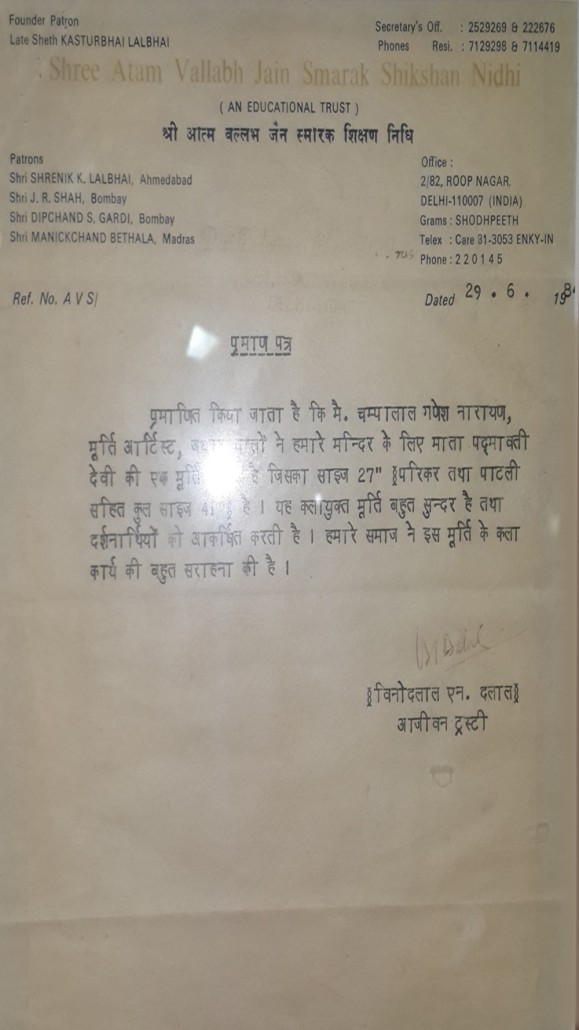 Founder Patron
Late Sheth KASTURBHAI LALBHAI
Secretary's Off. : 2529269 & 222676
Phones Resi. : 7129298 & 7114419
Shree Atam Vallabh Jain Smarak Shikshan Nidhi
( AN EDUCATIONAL TRUST )
श्री आत्म वल्लभ जैन स्मारक शिक्षण निधि
Patrons
Shri SHRENIK K. LALBHAI, Ahmedabad
Shri J. R. SHAH, Bombay
Shri DIPCHAND S. GARDI, Bombay
Shri MANICKCHAND BETHALA, Madras
Office :
2/82, ROOP NAGAR,
DELHI-110007 (INDIA)
Grams : SHODHPEETH
Telex : Care 31-3053 ENKY-IN
Phone : 220145
Ref. No. A V S/
Dated 29 . 6 . 198
प्रमाण पत्र
प्रमाणित किया जाता है कि मै. चम्पालाल गणेश नारायण,
मूर्ति आर्टिस्ट, वालों ने हमारे मन्दिर के लिए माता पद्मावती
देवी की एक मूर्ति है जिसका साइज 27" परिकर तथा पाटली
सहित कुल साइज 41 है । यह कलायुक्त मूर्ति बहुत सुन्दर है तथा
दर्शनार्थियों को आकर्षित करती है । हमारे समाज ने इस मूर्ति के कला
कार्य की बहुत सराहना की है ।
विनोदलाल एन. दलाल
आजीवन ट्रस्टी